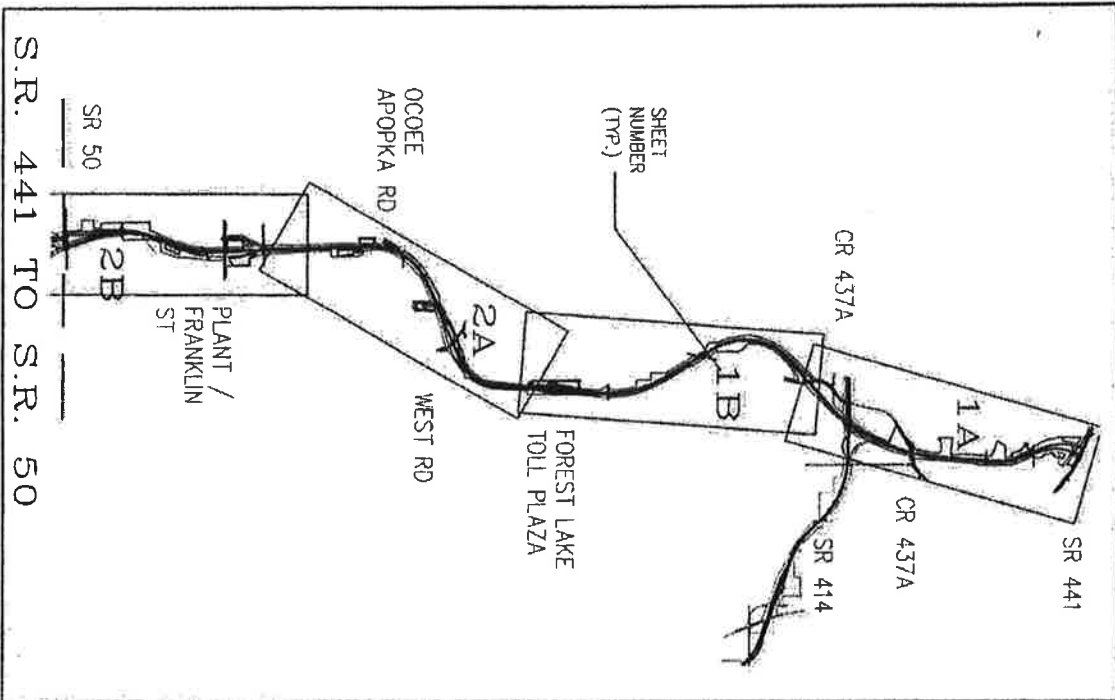 SR 441
CR 437A
SR 414
1A
CR 437A
1B
SHEET
NUMBER
(TYP.)
FOREST LAKE
TOLL PLAZA
2A
WEST RD
OCOEE
APOPKA RD
PLANT /
FRANKLIN
ST
2B
SR 50
S.R. 441 TO S.R. 50